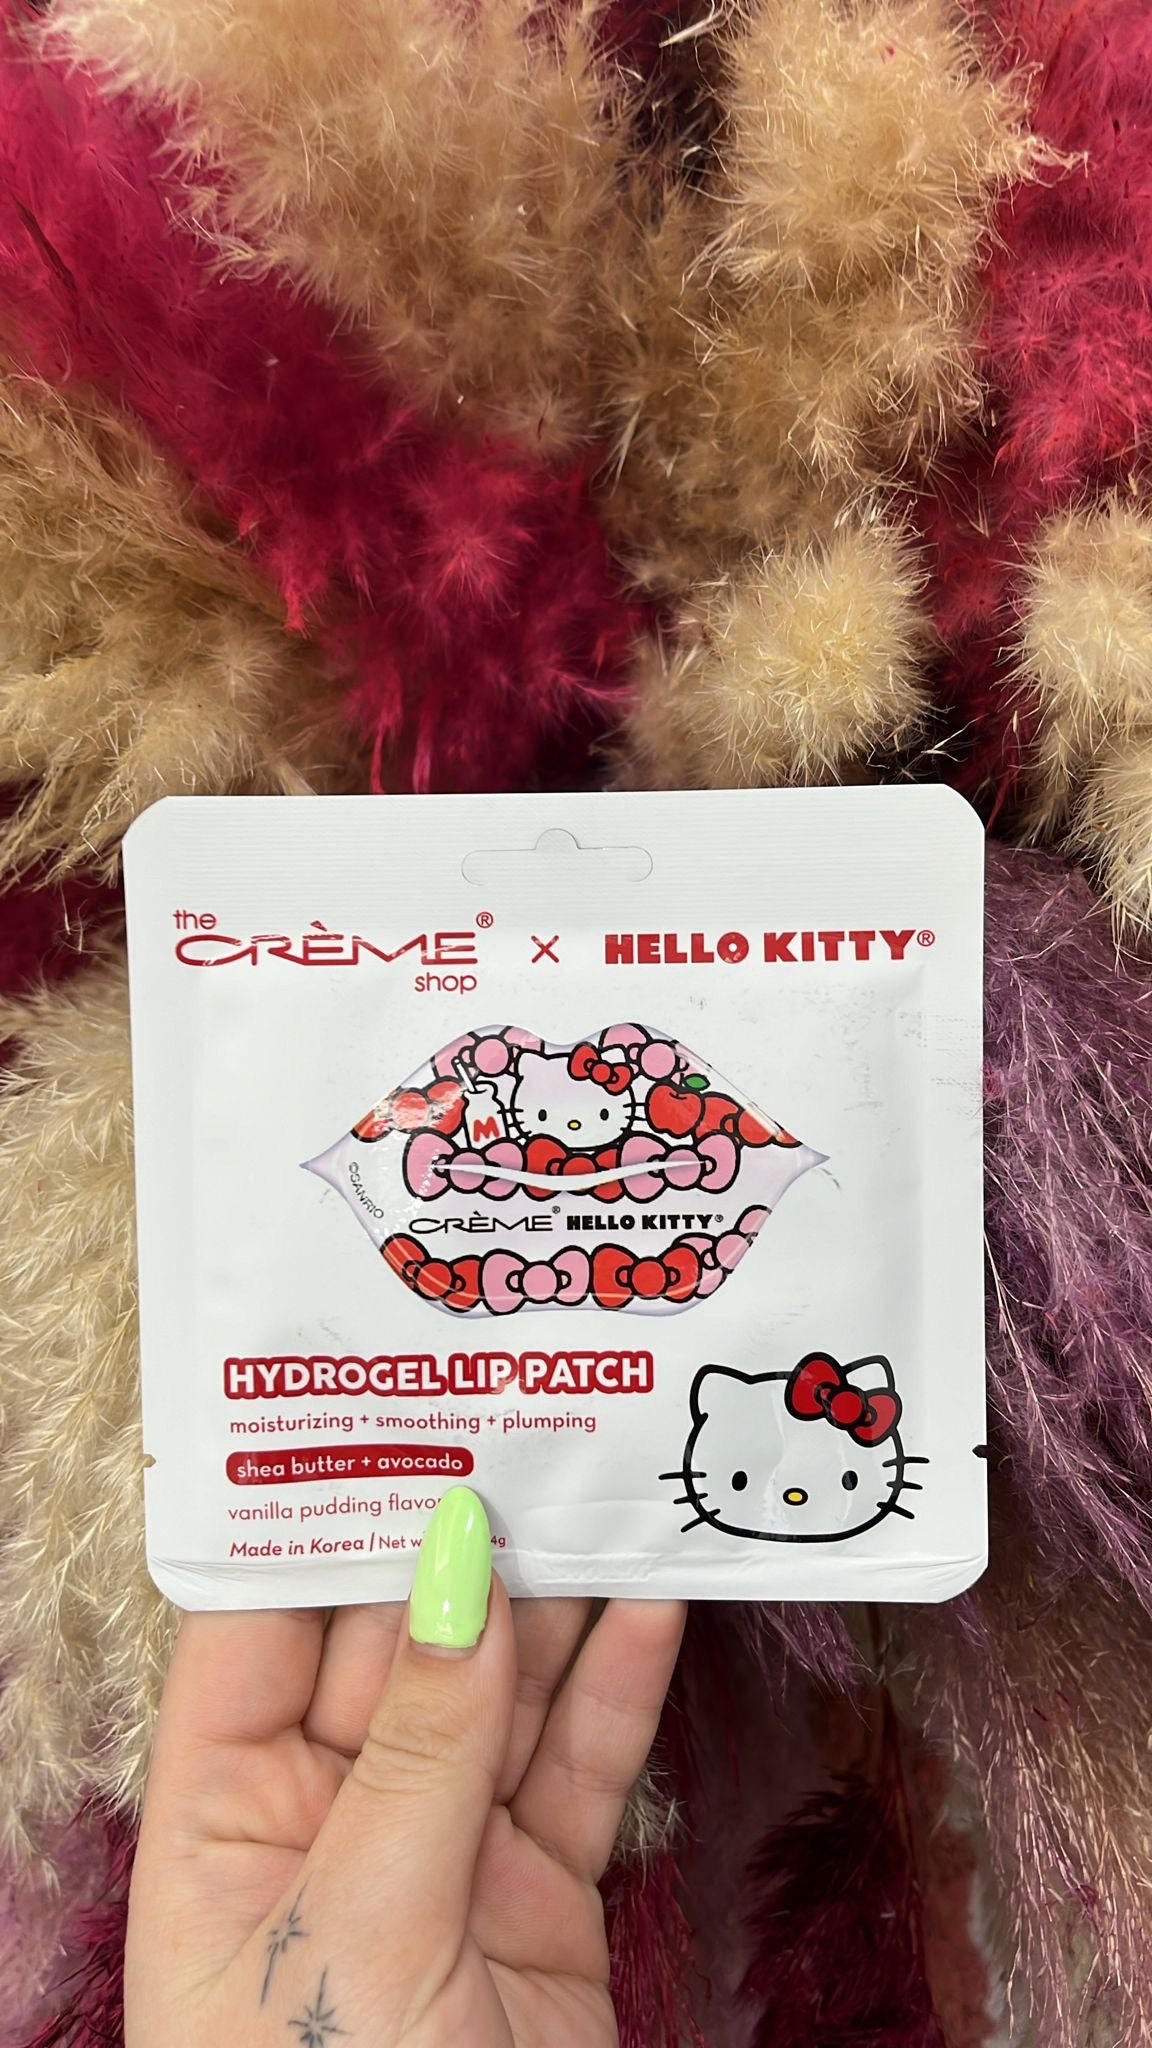 the
CRÈME®
shop
x HELLO KITTY®
M
©SANRIO
CRÈME® HELLO KITTY®
HYDROGEL LIP PATCH
moisturizing + smoothing + plumping
shea butter + avocado
vanilla pudding flavor
Made in Korea | Net 4g